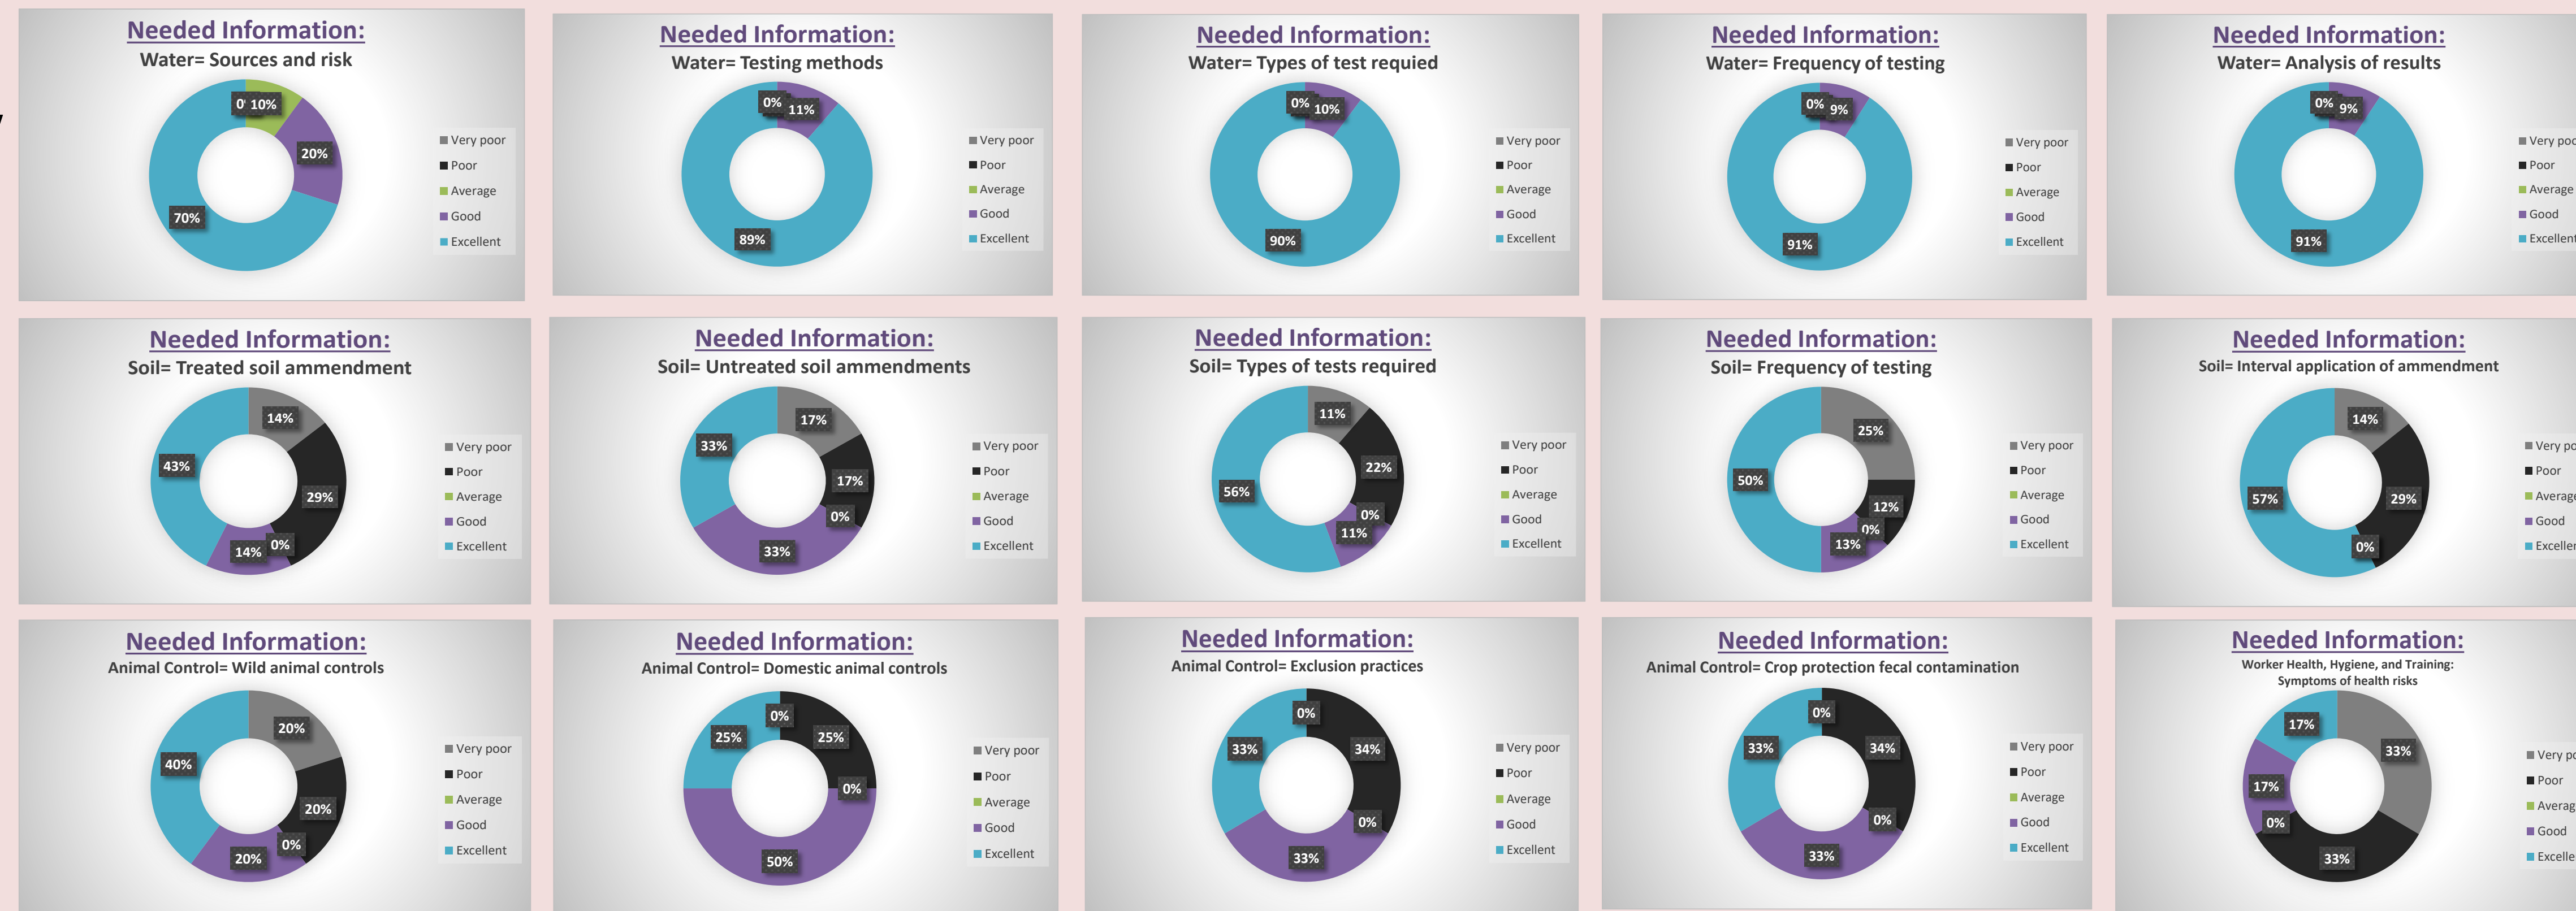 Needed Information:
Water= Sources and risk
10%
20%
70%
Very poor
Poor
Average
Good
Excellent
Needed Information:
Water= Testing methods
0%
11%
89%
Very poor
Poor
Average
Good
Excellent
Needed Information:
Water= Types of test requied
0%
10%
90%
Very poor
Poor
Average
Good
Excellent
Needed Information:
Water= Frequency of testing
0%
9%
91%
Very poor
Poor
Average
Good
Excellent
Needed Information:
Water= Analysis of results
0%
9%
91%
Very poo
Poor
Average
Good
Excellent
Needed Information:
Soil= Treated soil ammendment
14%
43%
29%
0%
14%
Very poor
Poor
Average
Good
Excellent
Needed Information:
Soil= Untreated soil ammendments
17%
33%
17%
0%
33%
Very poor
Poor
Average
Good
Excellent
Needed Information:
Soil= Types of tests required
11%
22%
56%
0%
11%
Very poor
Poor
Average
Good
Excellent
Needed Information:
Soil= Frequency of testing
25%
50%
12%
0%
13%
Very poor
Poor
Average
Good
Excellent
Needed Information:
Soil= Interval application of ammendment
14%
57%
29%
0%
Very po
Poor
Average
Good
Excellen
Needed Information:
Animal Control= Wild animal controls
20%
40%
20%
0%
20%
Very poor
Poor
Average
Good
Excellent
Needed Information:
Animal Control= Domestic animal controls
0%
25%
25%
0%
50%
Very poor
Poor
Average
Good
Excellent
Needed Information:
Animal Control= Exclusion practices
0%
33%
34%
0%
33%
Very poor
Poor
Average
Good
Excellent
Needed Information:
Animal Control= Crop protection fecal contamination
0%
33%
34%
0%
33%
Very poor
Poor
Average
Good
Excellent
Needed Information:
Worker Health, Hygiene, and Training:
Symptoms of health risks
17%
33%
17%
0%
33%
Very po
Poor
Averag
Good
Excelle